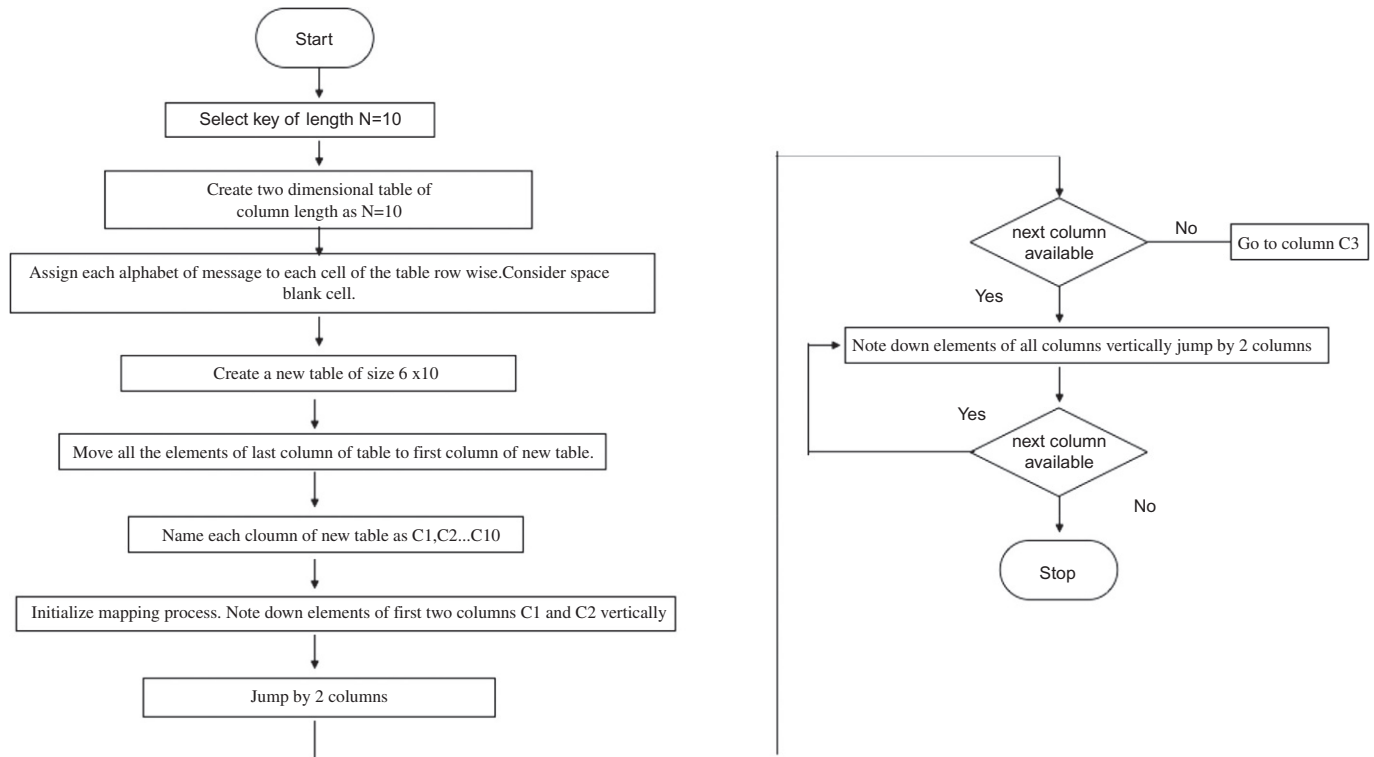 Start
Select key of length N=10
Create two dimensional table of
column length as N=10
Assign each alphabet of message to each cell of the table row wise.Consider space
blank cell.
Create a new table of size 6 x10
Move all the elements of last column of table to first column of new table.
Name each cloumn of new table as C1,C2...C10
Initialize mapping process. Note down elements of first two columns C1 and C2 vertically
Jump by 2 columns
next column
available
No
Go to column C3
Yes
Note down elements of all columns vertically jump by 2 columns
Yes
next column
available
No
Stop